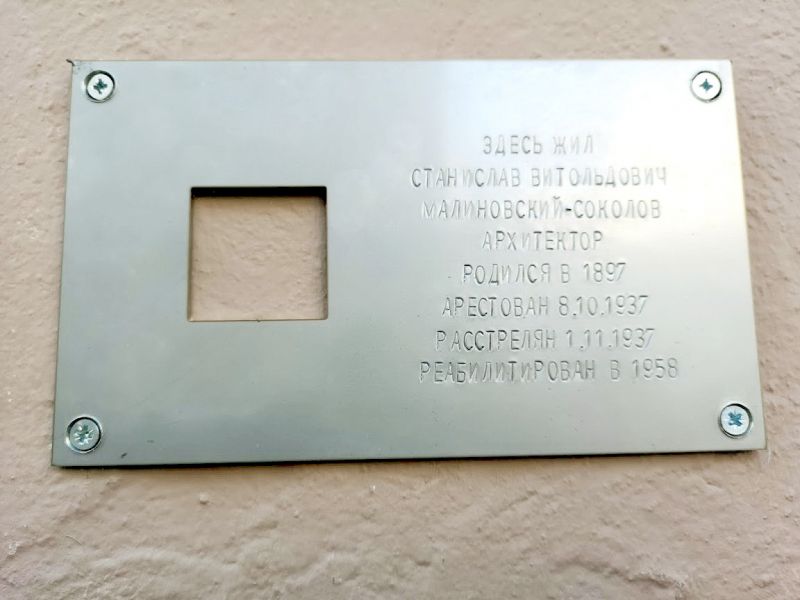 ЗДЕСЬ ЖИЛ
СТАНИСЛАВ ВИТОЛЬДОВИЧ
МАЛИНОВСКИЙ-СОКОЛОВ
АРХИТЕКТОР
РОДИЛСЯ В 1897
АРЕСТОВАН 8.10.1937
РАССТРЕЛЯН 1.11.1937
РЕАБИЛИТИРОВАН В 1958